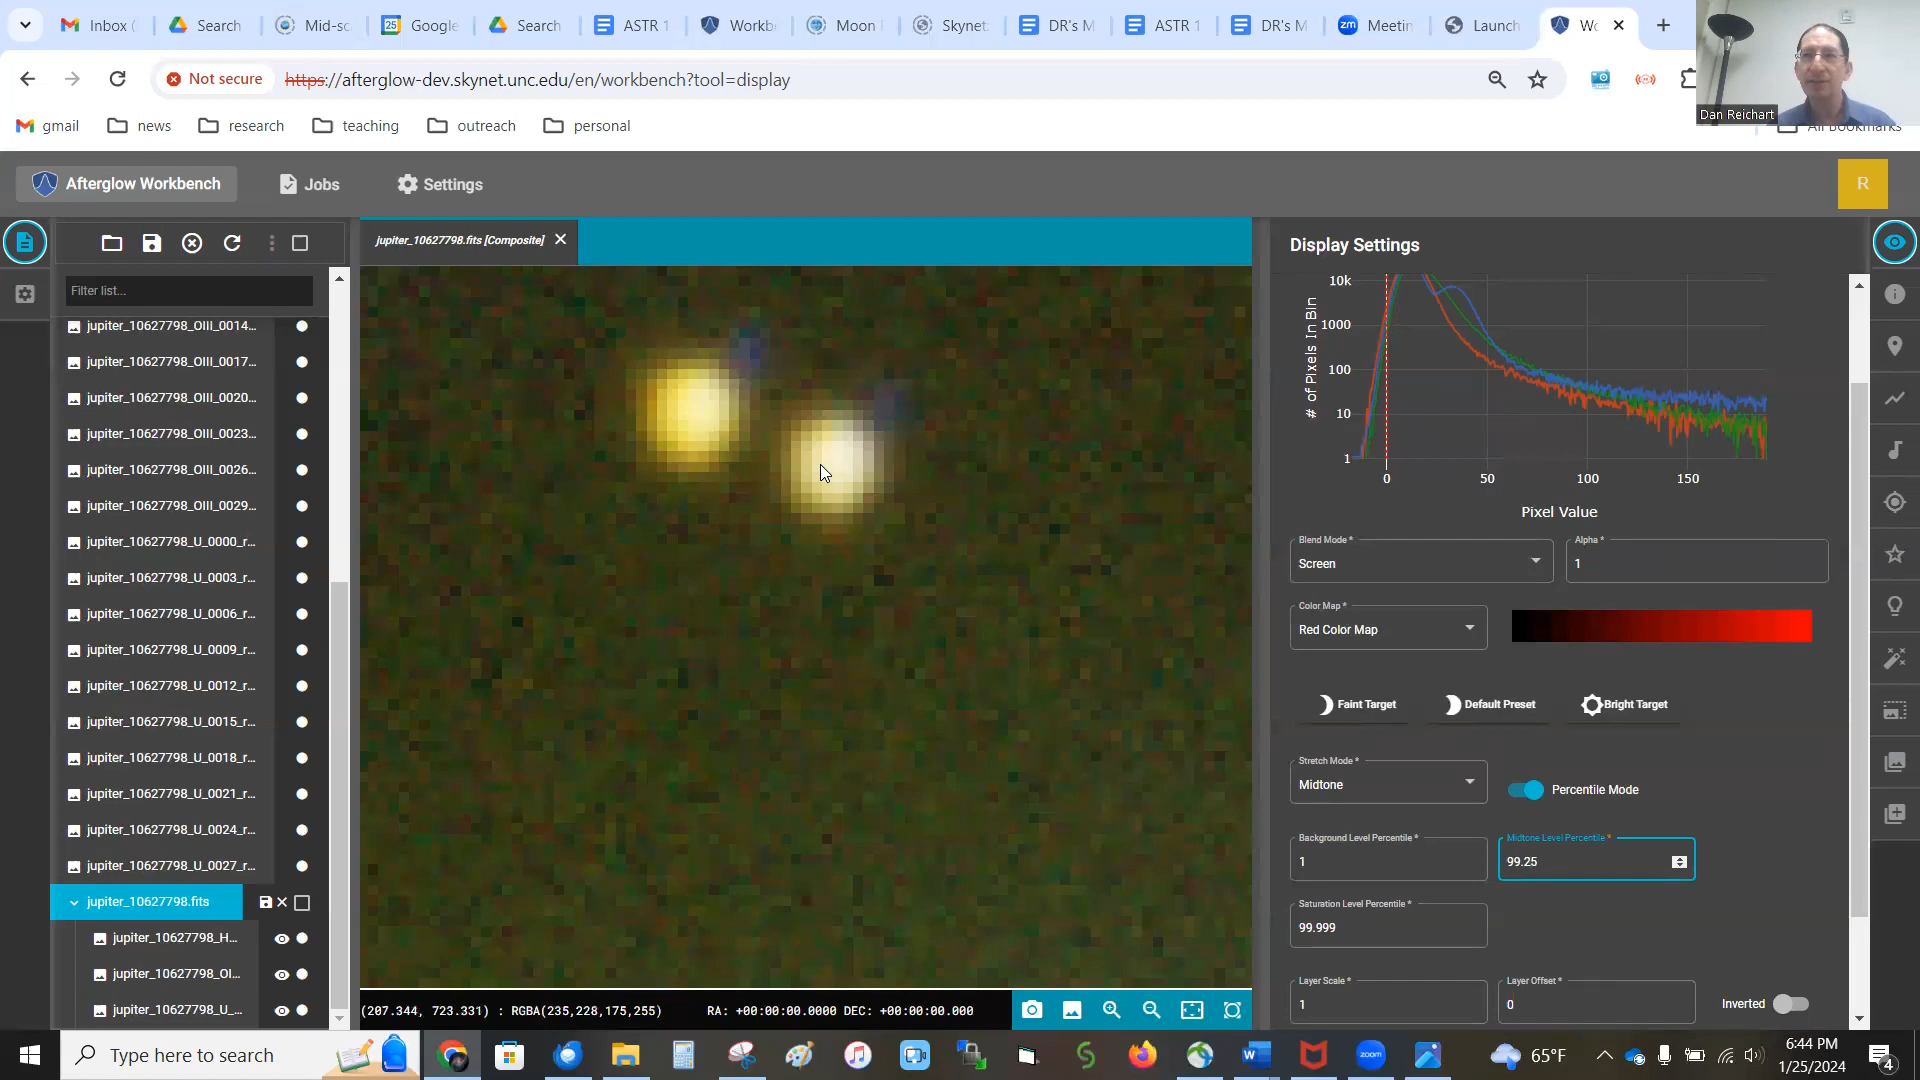 Inbox (
Search
Mid-sc
Google
Search
ASTR 1
Workb
Moon
Skynet
DR's M
ASTR 1
DR's M
Meetin
Launch
Wo
Not secure
https://afterglow-dev.skynet.unc.edu/en/workbench?tool=display
Dan Reichart
gmail
news
research
teaching
outreach
personal
All Bookmarks
Afterglow Workbench
Jobs
Settings
R
jupiter_10627798.fits [Composite]
Filter list...
jupiter_10627798_OIII_0014...
jupiter_10627798_OIII_0017...
jupiter_10627798_OIII_0020...
jupiter_10627798_OIII_0023...
jupiter_10627798_OIII_0026...
jupiter_10627798_OIII_0029...
jupiter_10627798_U_0000_r...
jupiter_10627798_U_0003_r...
jupiter_10627798_U_0006_r...
jupiter_10627798_U_0009_r...
jupiter_10627798_U_0012_r...
jupiter_10627798_U_0015_r...
jupiter_10627798_U_0018_r...
jupiter_10627798_U_0021_r...
jupiter_10627798_U_0024_r...
jupiter_10627798_U_0027_r...
jupiter_10627798.fits
jupiter_10627798_H...
jupiter_10627798_OI...
jupiter_10627798_U_...
(207.344, 723.331) : RGBA(235,228,175,255)
RA: +00:00:00.0000 DEC: +00:00:00.000
Display Settings
# of Pixels In Bin
10k
1000
100
10
1
0
50
100
150
Pixel Value
Blend Mode *
Screen
Alpha *
1
Color Map *
Red Color Map
Faint Target
Default Preset
Bright Target
Stretch Mode *
Midtone
Percentile Mode
Background Level Percentile *
1
Midtone Level Percentile *
99.25
Saturation Level Percentile *
99.999
Layer Scale *
1
Layer Offset *
0
Inverted
Type here to search
zoom
65°F
6:44 PM
1/25/2024
4